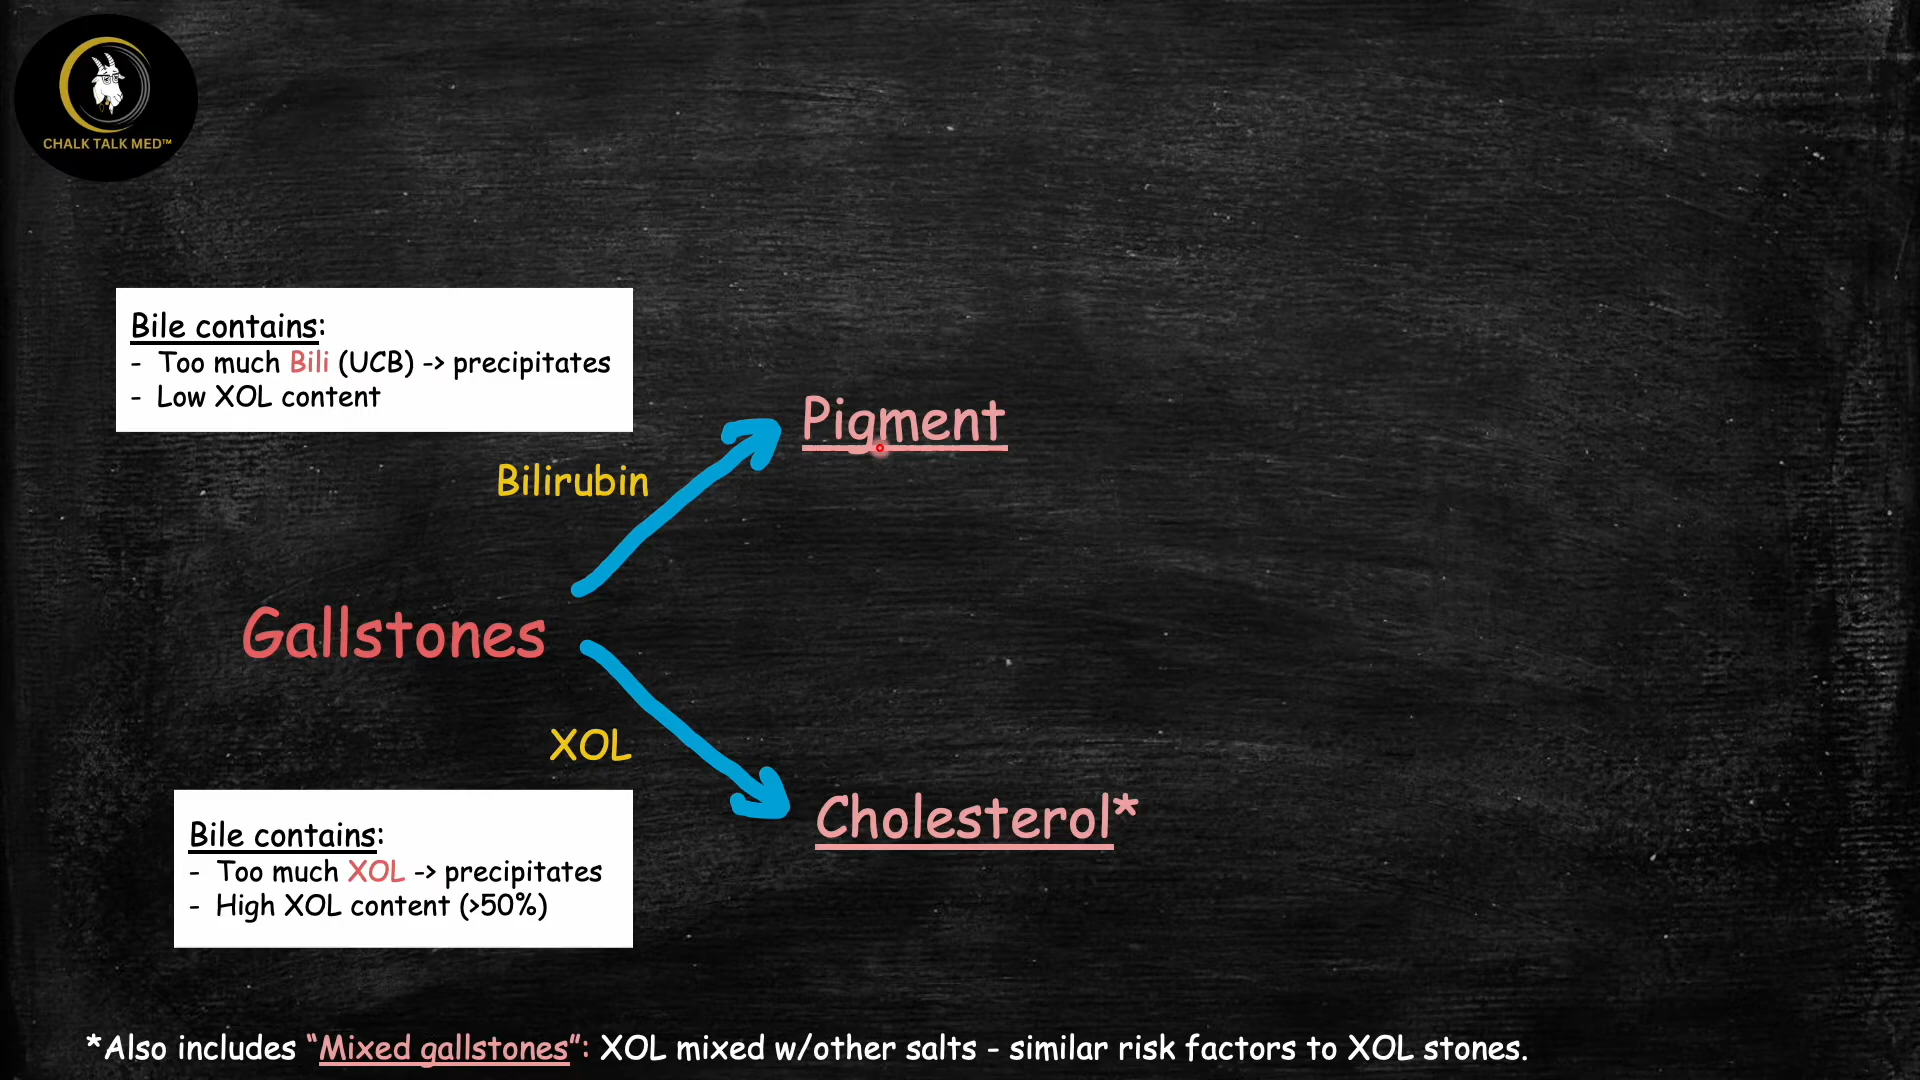 CHALK TALK MED™
Bile contains:
- Too much Bili (UCB) -> precipitates
- Low XOL content
Pigment
Bilirubin
Gallstones
XOL
Cholesterol*
Bile contains:
- Too much XOL -> precipitates
- High XOL content (>50%)
*Also includes “Mixed gallstones”: XOL mixed w/other salts - similar risk factors to XOL stones.